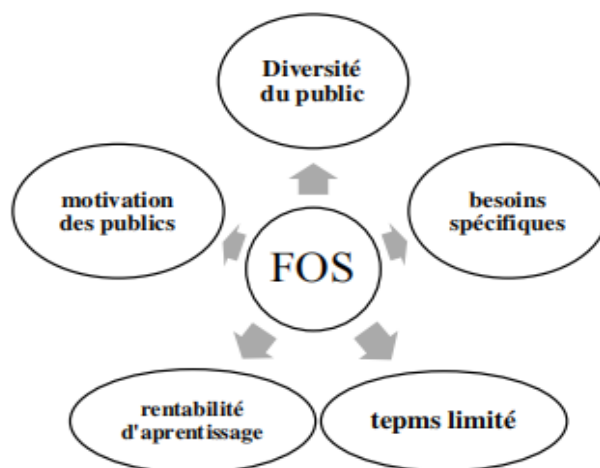 Diversité
du public
motivation
des publics
besoins
spécifiques
FOS
rentabilité
d'aprentissage
tepms limité